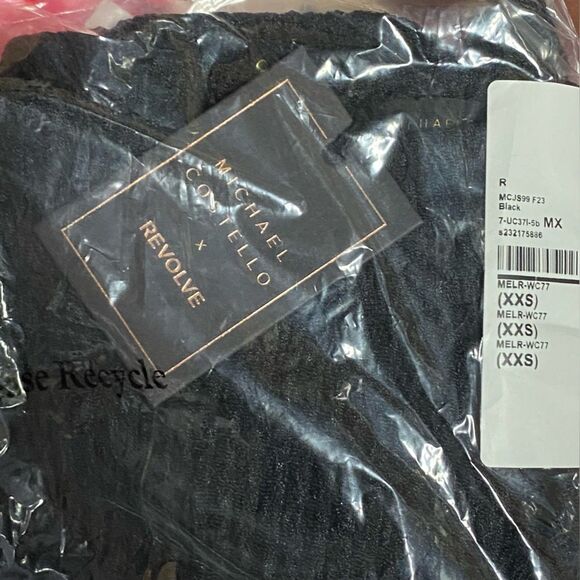 MICHAEL
COSTELLO
x
REVOLVE
R
MCJS99 F23
Black
7-UC37I-5b MX
s232175886
MELR-WC77
(XXS)
MELR-WC77
(XXS)
MELR-WC77
(XXS)
Recycle